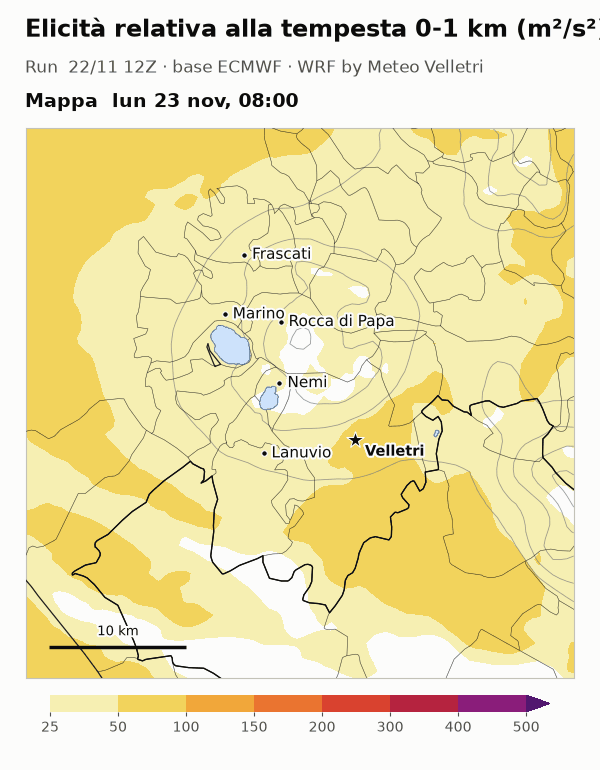 Elicità relativa alla tempesta 0-1 km (m²/s²)
Run  22/11 12Z · base ECMWF · WRF by Meteo Velletri
Mappa  lun 23 nov, 08:00
Frascati
Marino
Rocca di Papa
Nemi
Lanuvio
Velletri
10 km
25 50 100 150 200 300 400 500